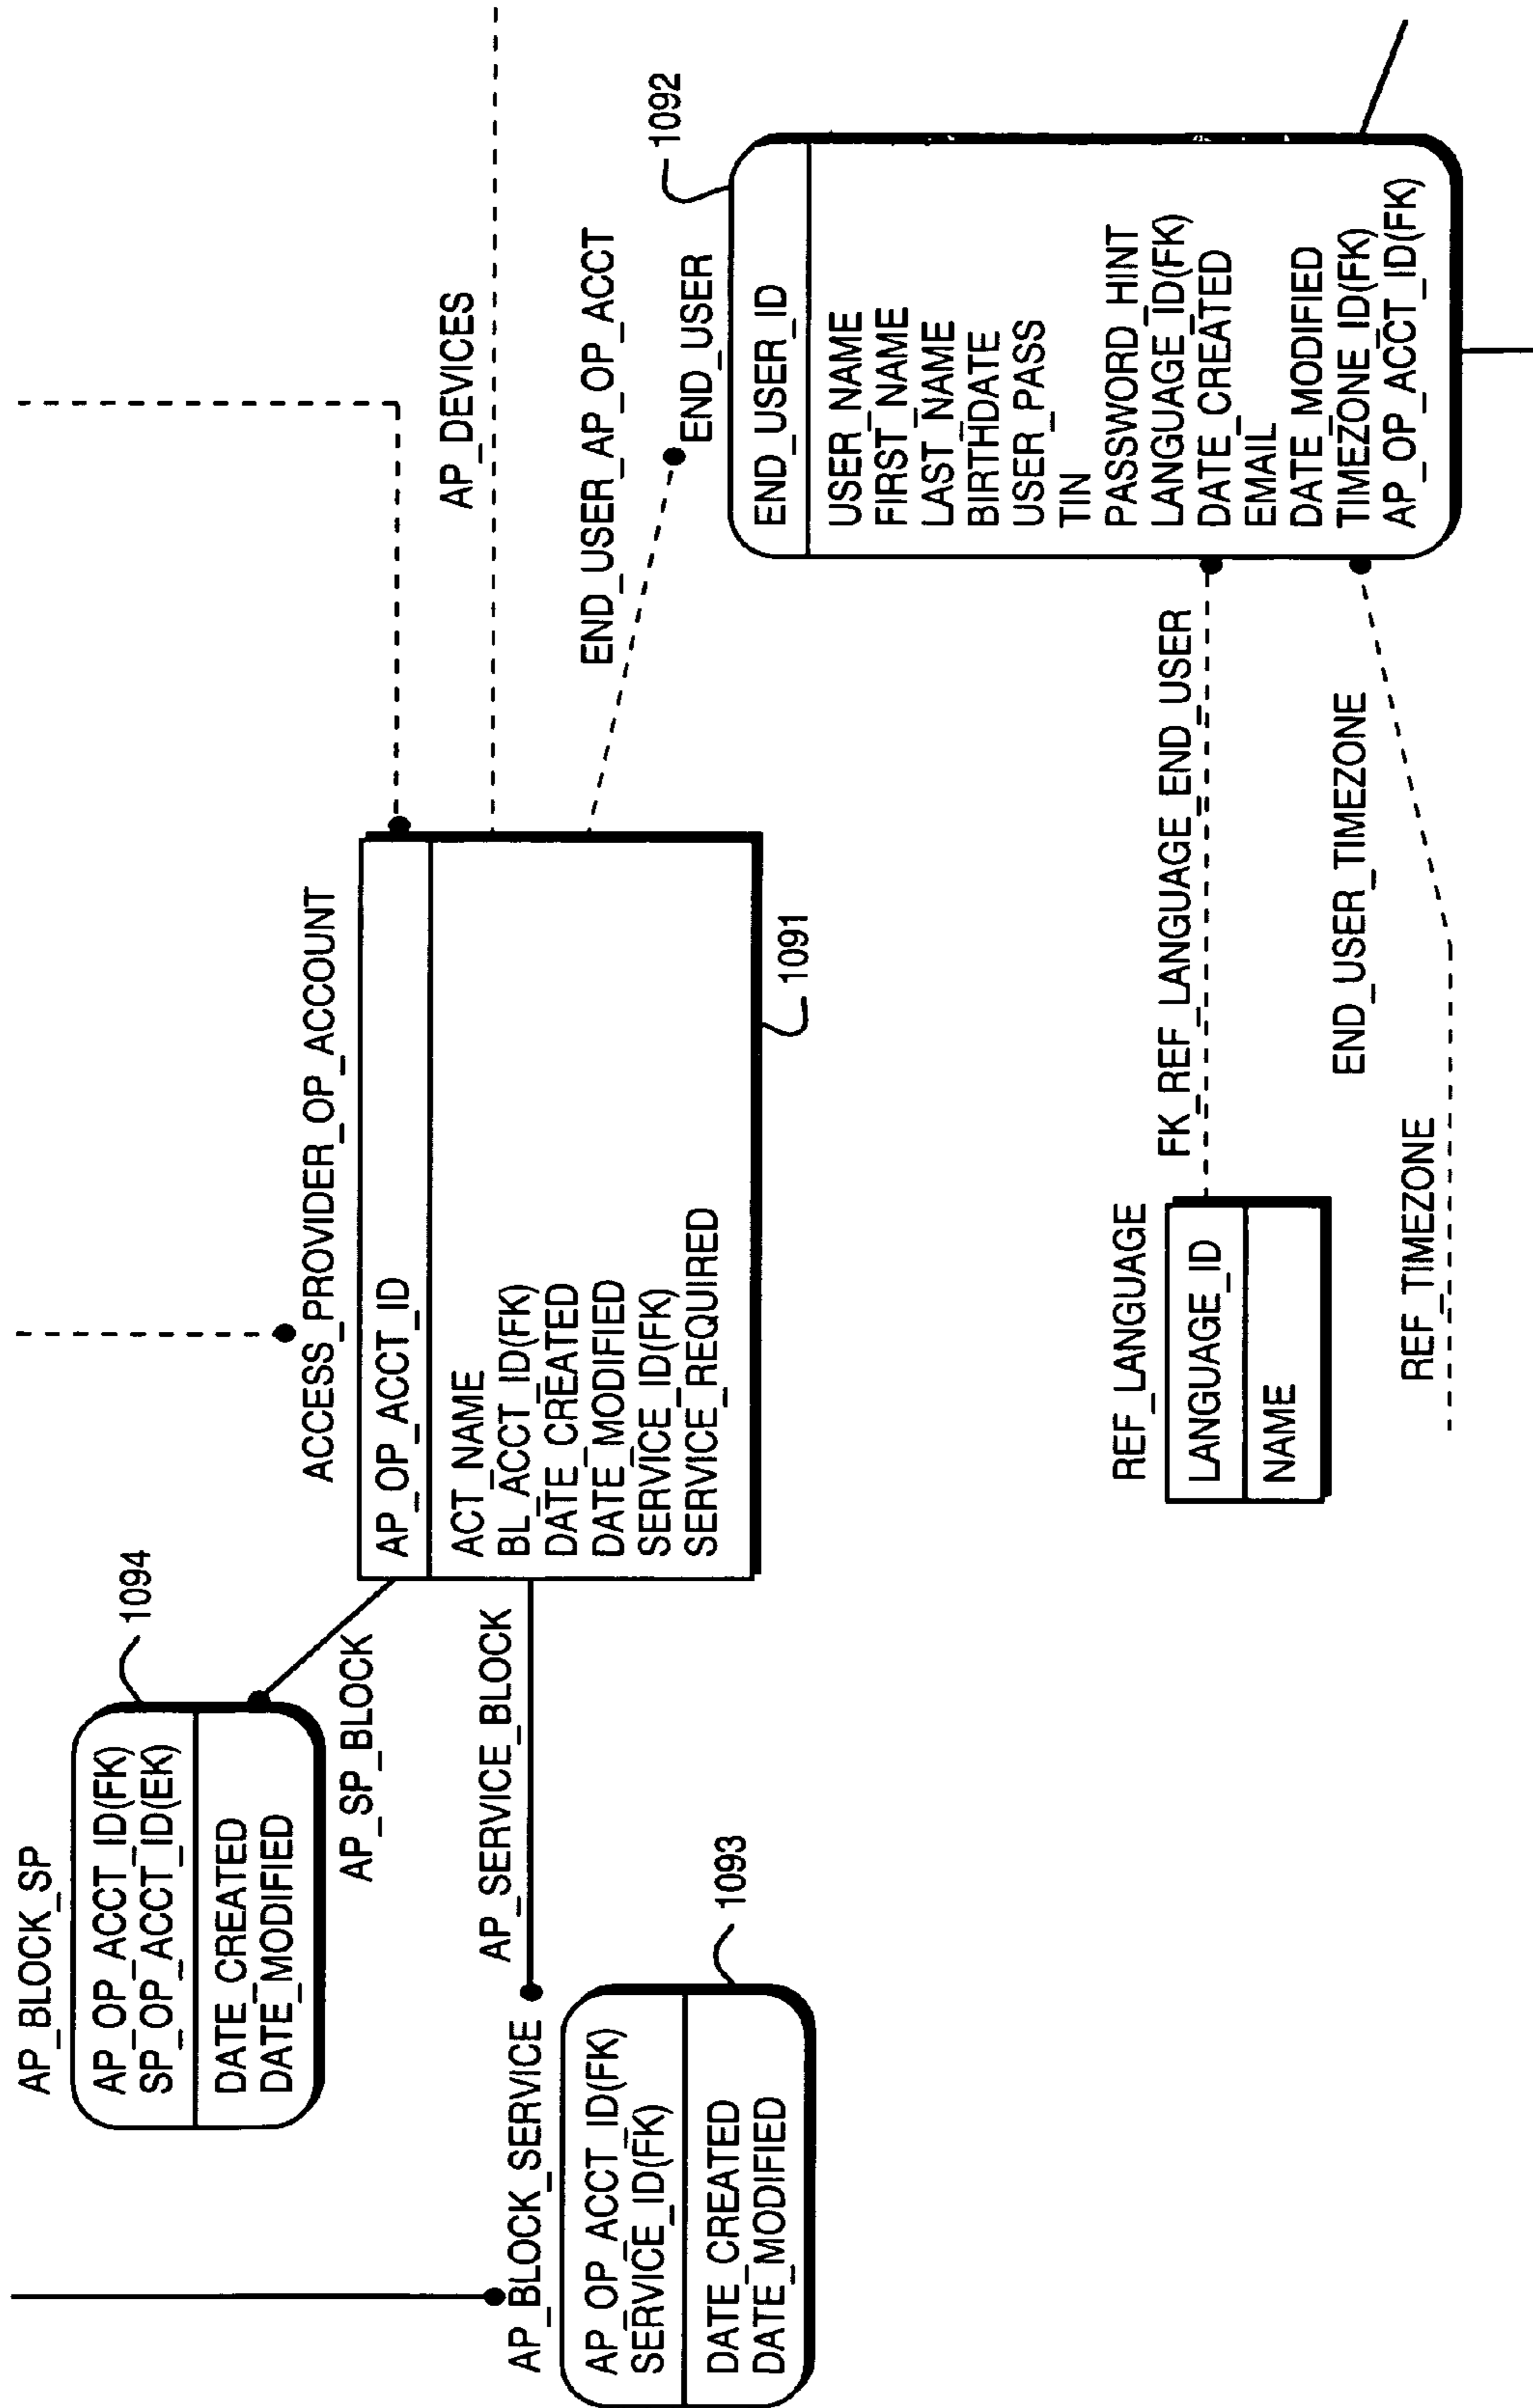 AP_BLOCK_SP
AP_OP_ACCT_ID(FK)
SP_OP_ACCT_ID(EK)
DATE_CREATED
DATE_MODIFIED
1094
AP_SP_BLOCK
AP_BLOCK_SERVICE
AP_OP_ACCT_ID(FK)
SERVICE_ID(FK)
DATE_CREATED
DATE_MODIFIED
1093
AP_SERVICE_BLOCK
ACCESS_PROVIDER_OP_ACCOUNT
AP_OP_ACCT_ID
ACT_NAME
BL_ACCT_ID(FK)
DATE_CREATED
DATE_MODIFIED
SERVICE_ID(FK)
SERVICE_REQUIRED
1091
AP_DEVICES
END_USER_AP_OP_ACCT
END_USER
1092
END_USER_ID
USER_NAME
FIRST_NAME
LAST_NAME
BIRTHDATE
USER_PASS
TIN
PASSWORD_HINT
LANGUAGE_ID(FK)
DATE_CREATED
EMAIL
DATE_MODIFIED
TIMEZONE_ID(FK)
AP_OP_ACCT_ID(FK)
REF_LANGUAGE
LANGUAGE_ID
NAME
FK_REF_LANGUAGE_END_USER
END_USER_TIMEZONE
REF_TIMEZONE